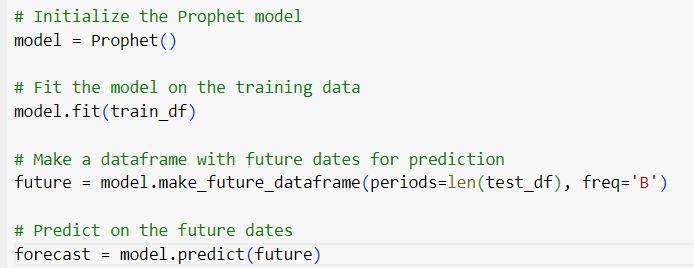 # Initialize the Prophet model
model = Prophet()
# Fit the model on the training data
model.fit(train_df)
# Make a dataframe with future dates for prediction
future = model.make_future_dataframe(periods=len(test_df), freq='B')
# Predict on the future dates
forecast = model.predict(future)